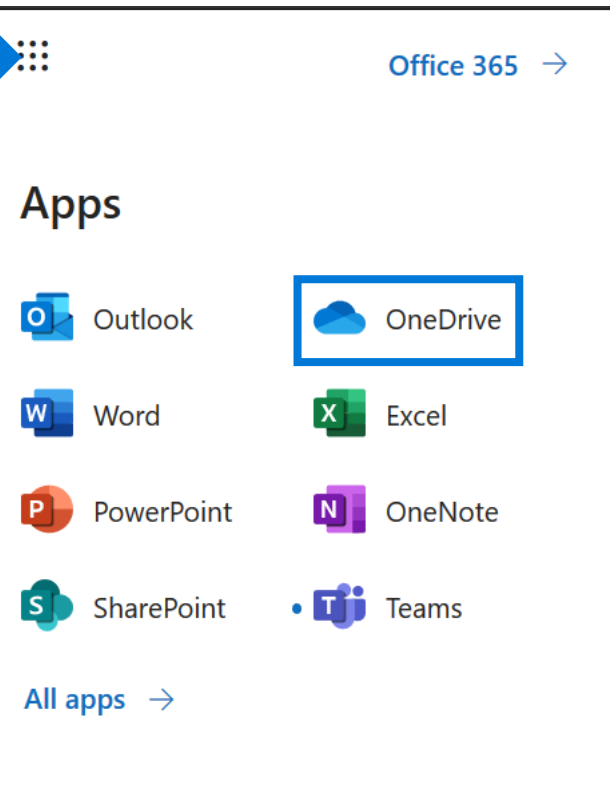 Office 365 →
Apps
O Outlook
OneDrive
W Word
X Excel
P PowerPoint
N OneNote
S SharePoint
T Teams
All apps →